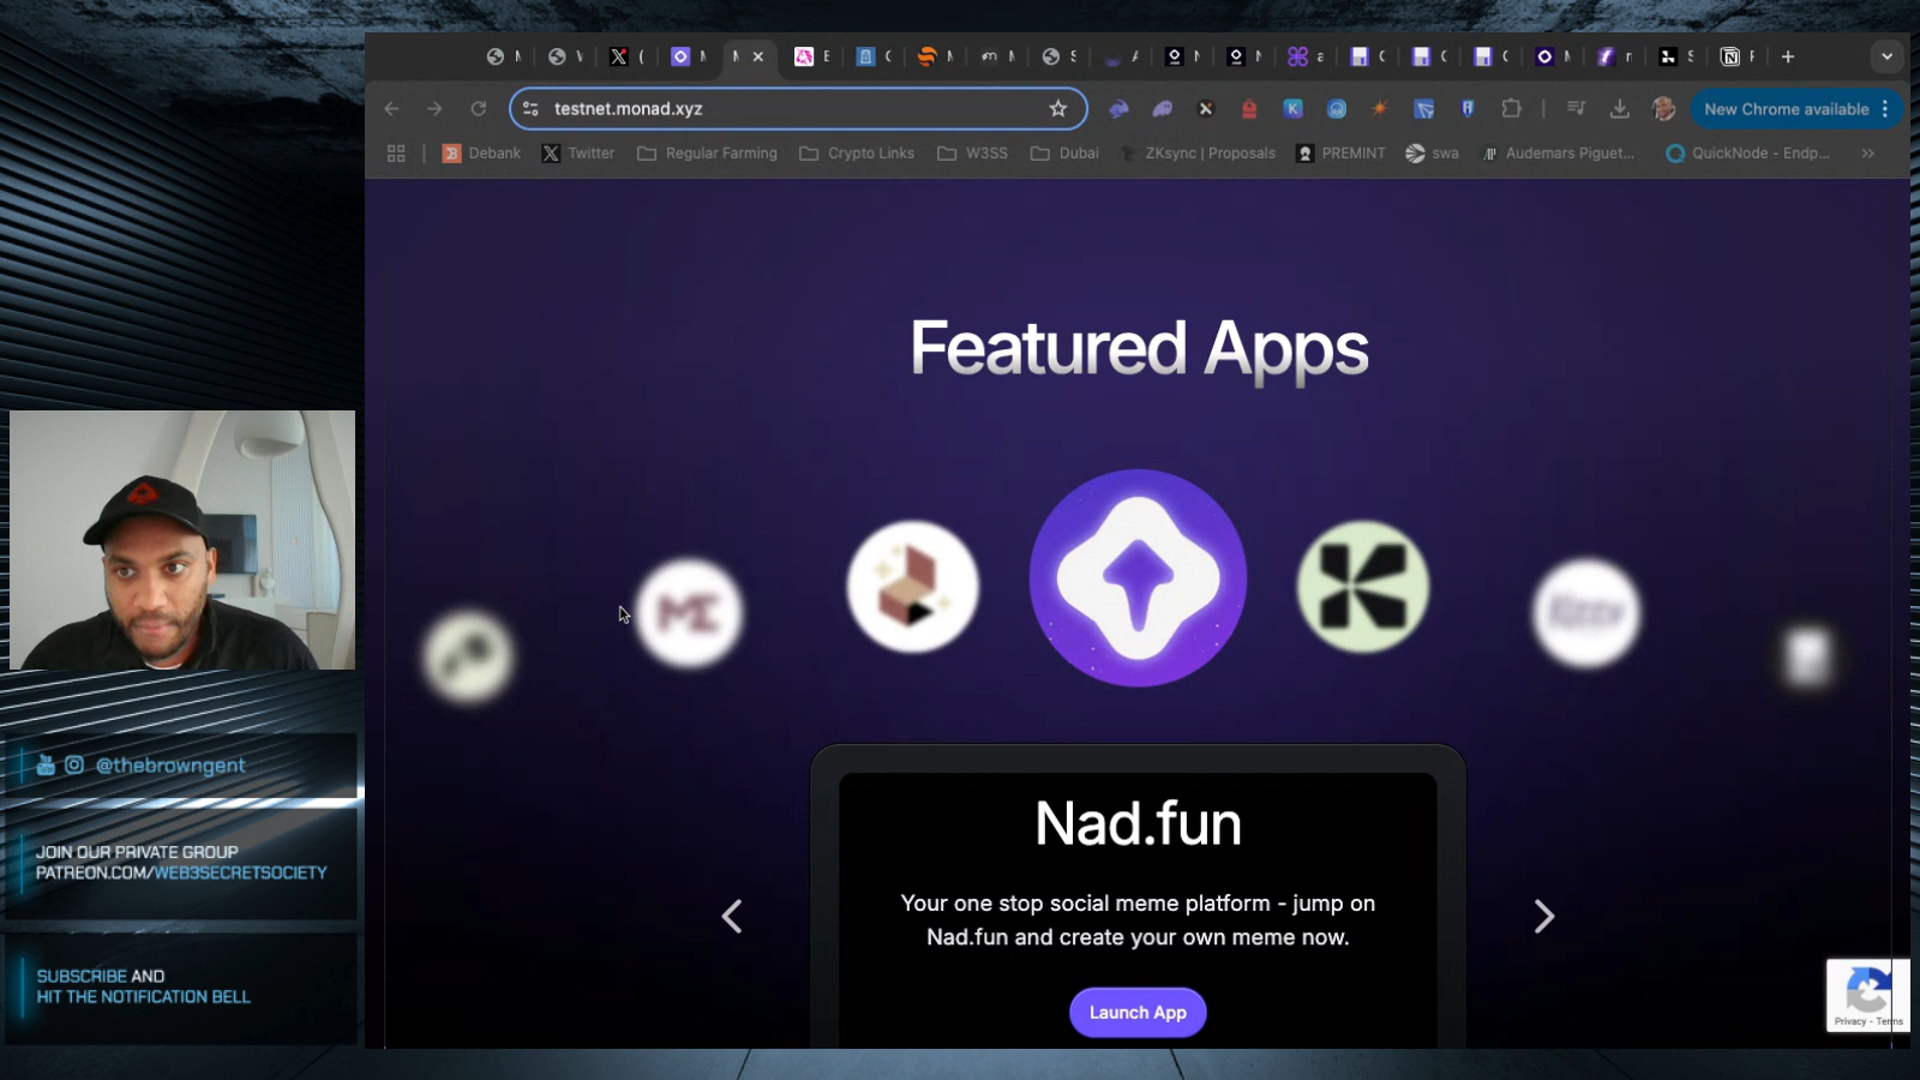 testnet.monad.xyz
New Chrome available
Debank
Twitter
Regular Farming
Crypto Links
W3SS
Dubai
ZKsync | Proposals
PREMINT
swa
Audemars Piguet...
QuickNode - Endp...
Featured Apps
Nad.fun
Your one stop social meme platform - jump on
Nad.fun and create your own meme now.
Launch App
Privacy - Terms
@thebrowngent
JOIN OUR PRIVATE GROUP
PATREON.COM/WEB3SECRETSOCIETY
SUBSCRIBE AND
HIT THE NOTIFICATION BELL